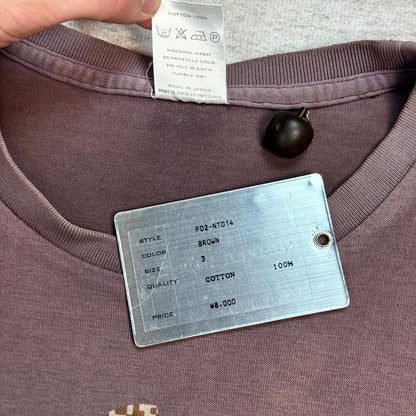 COTTON 100%
MACHINE WASH
SEPARATELY COLD
DO NOT BLEACH
TUMBLE DRY
MADE IN JAPAN
STYLE F02-NT014
COLOR BROWN
SIZE 3
QUALITY COTTON 100%
PRICE ¥8.000